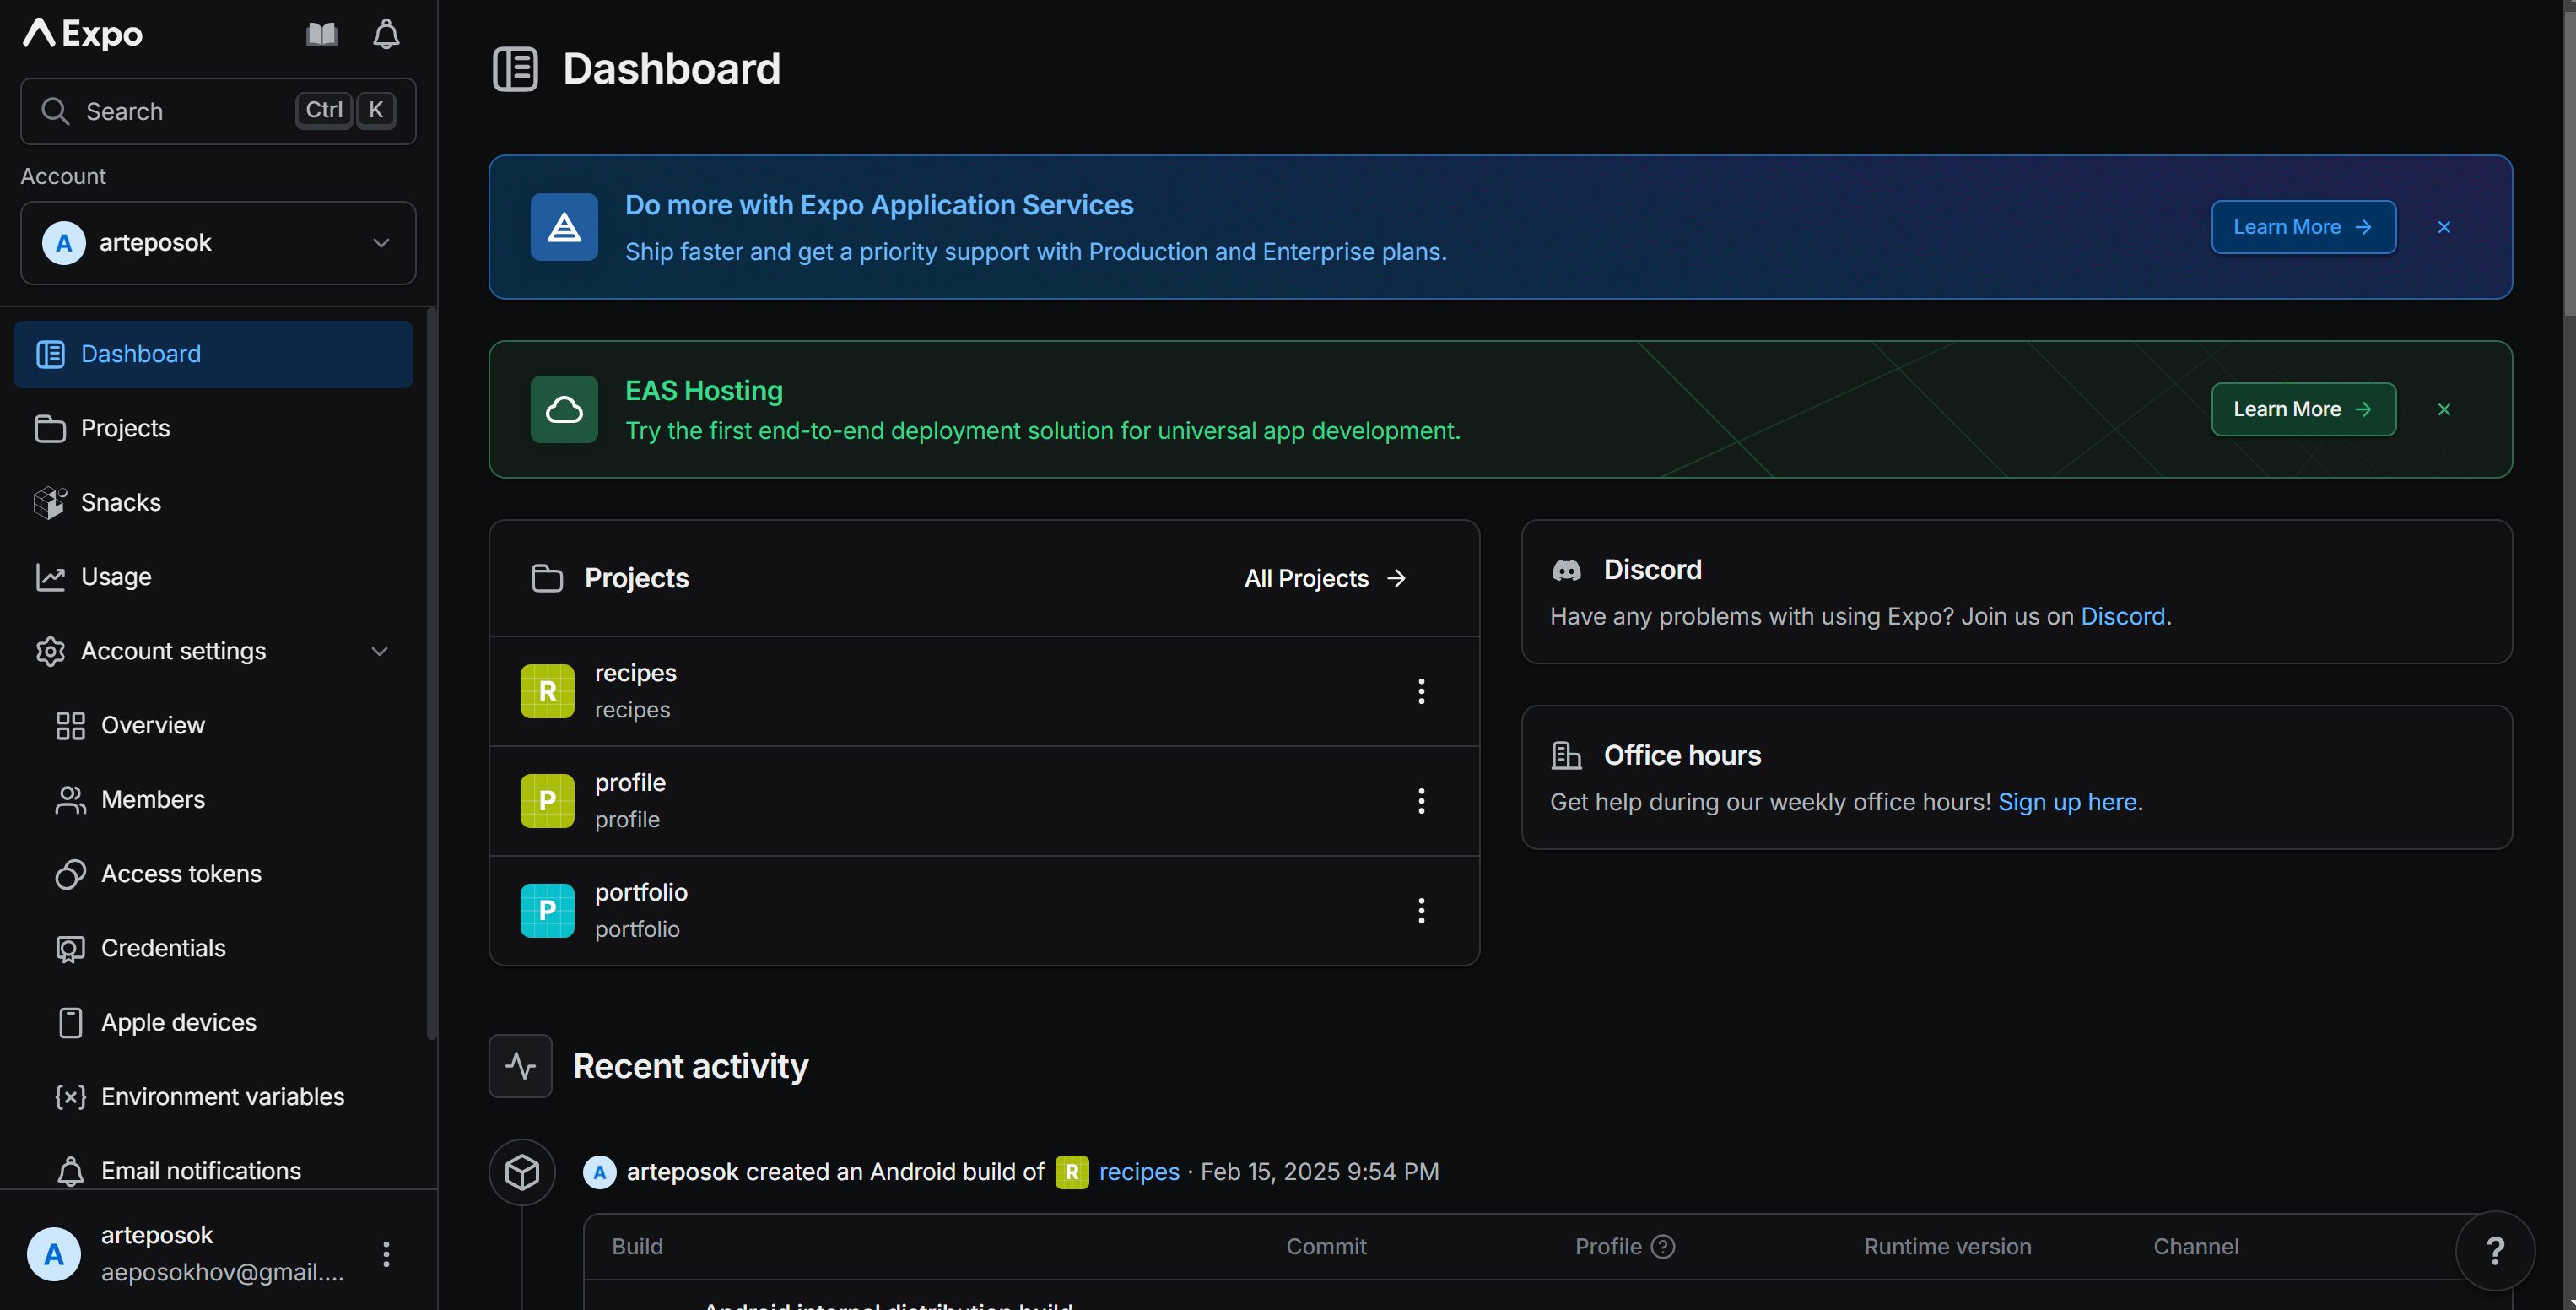 Expo
Search Ctrl K
Account
A arteposok
Dashboard
Projects
Snacks
Usage
Account settings
Overview
Members
Access tokens
Credentials
Apple devices
Environment variables
Email notifications
A arteposok
aeposokhov@gmail....
Dashboard
Do more with Expo Application Services
Ship faster and get a priority support with Production and Enterprise plans.
Learn More
EAS Hosting
Try the first end-to-end deployment solution for universal app development.
Learn More
Projects All Projects
R recipes
recipes
P profile
profile
P portfolio
portfolio
Discord
Have any problems with using Expo? Join us on Discord.
Office hours
Get help during our weekly office hours! Sign up here.
Recent activity
A arteposok created an Android build of R recipes · Feb 15, 2025 9:54 PM
Build Commit Profile ? Runtime version Channel
Android internal distribution build
?